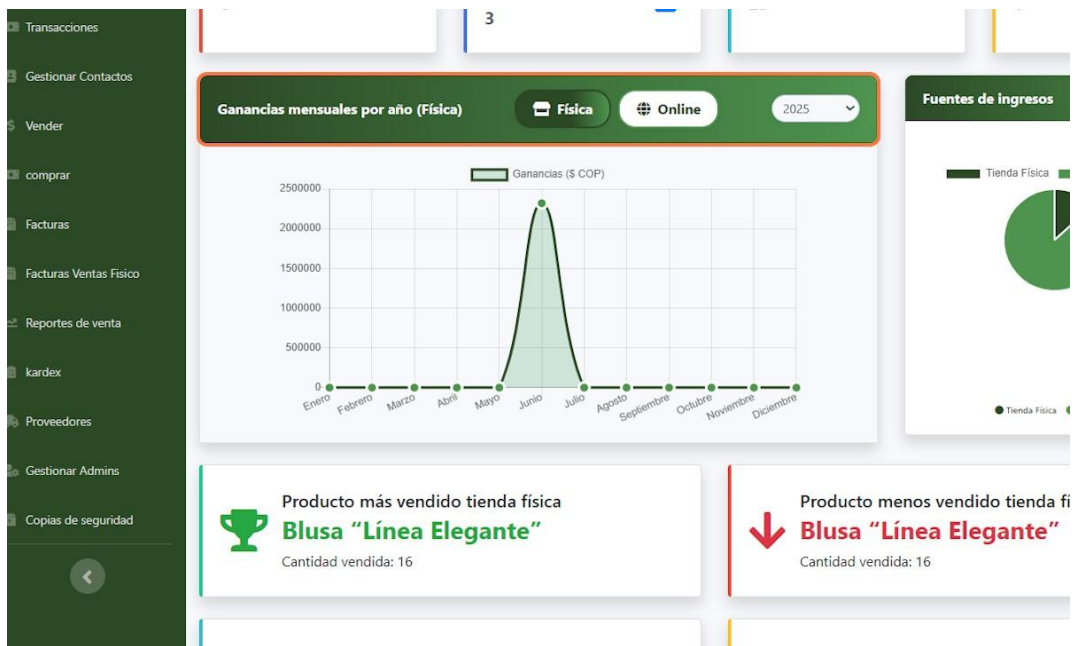 Transacciones
Gestionar Contactos
Vender
comprar
Facturas
Facturas Ventas Fisico
Reportes de venta
kardex
Proveedores
Gestionar Admins
Copias de seguridad
3
Ganancias mensuales por año (Física)
Física
Online
2025
Ganancias ($ COP)
2500000
2000000
1500000
1000000
500000
0
Enero Febrero Marzo Abril Mayo Junio Julio Agosto Septiembre Octubre Noviembre Diciembre
Fuentes de ingresos
Tienda Física
Tienda Física
Producto más vendido tienda física
Blusa “Línea Elegante”
Cantidad vendida: 16
Producto menos vendido tienda fí
Blusa “Línea Elegante”
Cantidad vendida: 16